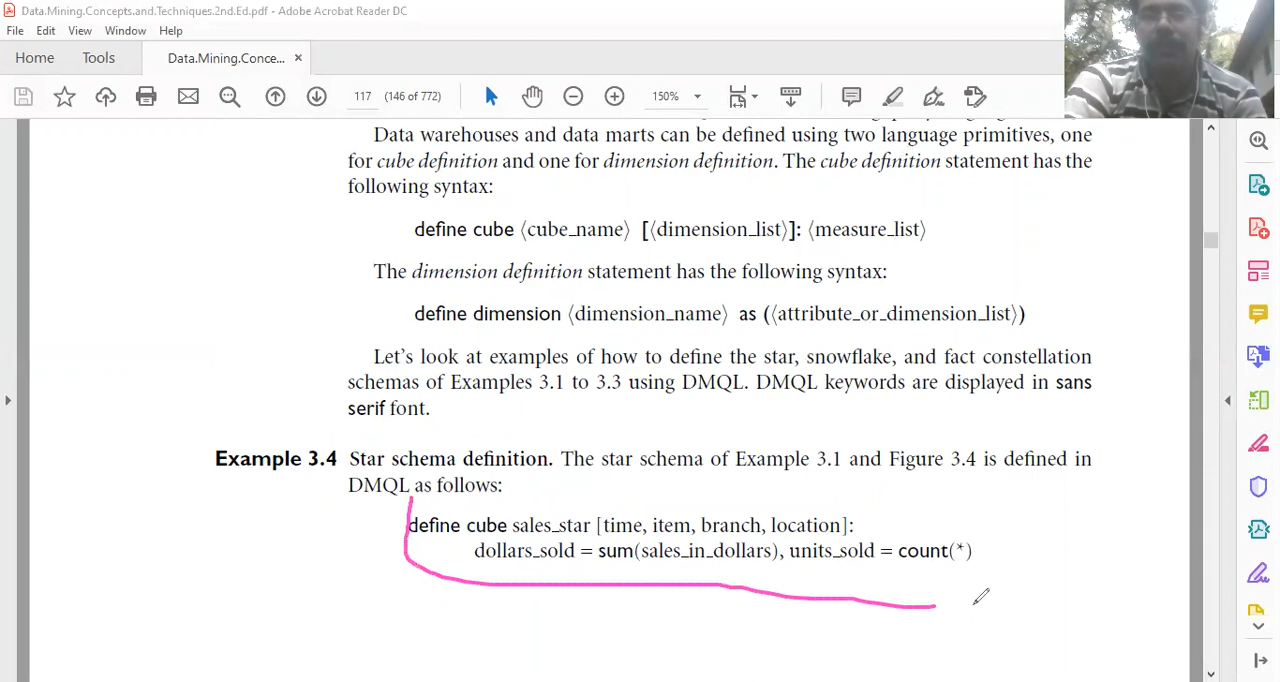 Data.Mining.Concepts.and.Techniques.2nd.Ed.pdf - Adobe Acrobat Reader DC
File Edit View Window Help
Home Tools Data.Mining.Conce... ×
117 (146 of 772) 150%
Data warehouses and data marts can be defined using two language primitives, one
for cube definition and one for dimension definition. The cube definition statement has the
following syntax:
define cube ⟨cube_name⟩ [⟨dimension_list⟩]: ⟨measure_list⟩
The dimension definition statement has the following syntax:
define dimension ⟨dimension_name⟩ as (⟨attribute_or_dimension_list⟩)
Let's look at examples of how to define the star, snowflake, and fact constellation
schemas of Examples 3.1 to 3.3 using DMQL. DMQL keywords are displayed in sans
serif font.
Example 3.4 Star schema definition. The star schema of Example 3.1 and Figure 3.4 is defined in
DMQL as follows:
define cube sales_star [time, item, branch, location]:
dollars_sold = sum(sales_in_dollars), units_sold = count(*)